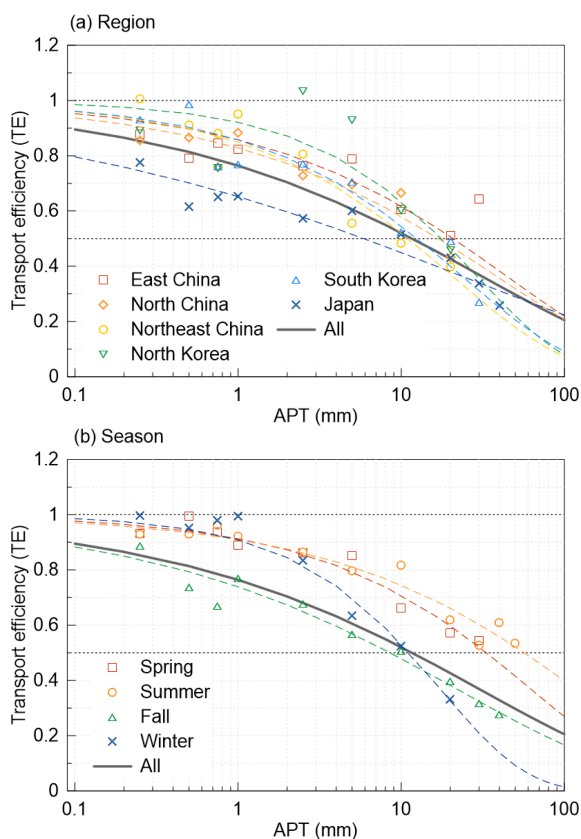 (a) Region
1.2
1
0.8
0.6
0.4
0.2
0
Transport efficiency (TE)
East China
North China
Northeast China
North Korea
South Korea
Japan
All
0.1 1 10 100
APT (mm)
(b) Season
1.2
1
0.8
0.6
0.4
0.2
0
Transport efficiency (TE)
Spring
Summer
Fall
Winter
All
0.1 1 10 100
APT (mm)